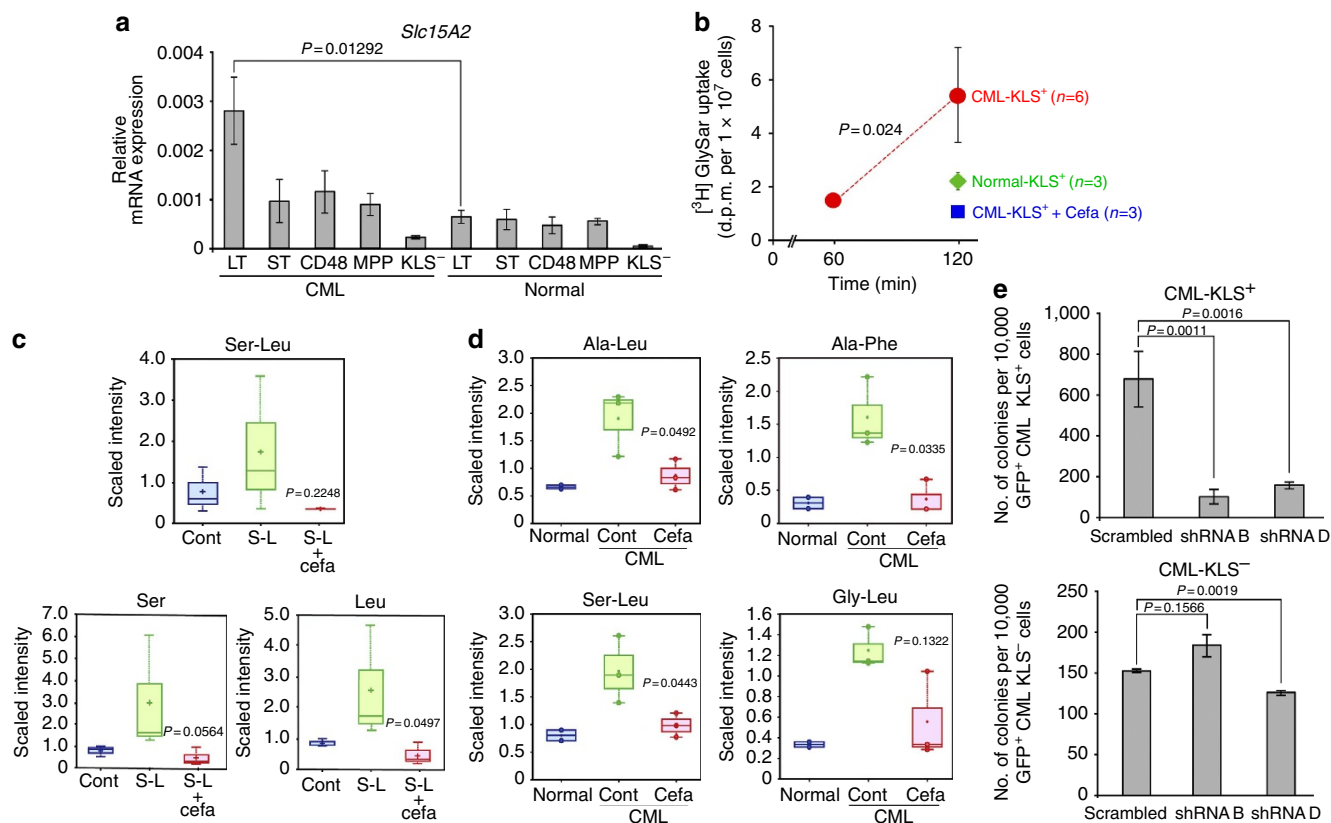 a
Slc15A2
P=0.01292
Relative
mRNA expression
0.004
0.003
0.002
0.001
0
LT ST CD48 MPP KLS⁻ LT ST CD48 MPP KLS⁻
CML Normal
b
[³H] GlySar uptake
(d.p.m. per 1 × 10⁷ cells)
8
6
4
2
0
P=0.024
CML-KLS⁺ (n=6)
Normal-KLS⁺ (n=3)
CML-KLS⁺ + Cefa (n=3)
0 60 120
Time (min)
c
Ser-Leu
Scaled intensity
4.0
3.0
2.0
1.0
0
P=0.2248
Cont S-L S-L
+
cefa
Ser
Scaled intensity
7.0
6.0
5.0
4.0
3.0
2.0
1.0
0
P=0.0564
Cont S-L S-L
+
cefa
Leu
Scaled intensity
5.0
4.0
3.0
2.0
1.0
0
P=0.0497
Cont S-L S-L
+
cefa
d
Ala-Leu
Scaled intensity
3.0
2.5
2.0
1.5
1.0
0.5
0
P=0.0492
Normal Cont Cefa
CML
Ala-Phe
Scaled intensity
2.5
2.0
1.5
1.0
0.5
0
P=0.0335
Normal Cont Cefa
CML
Ser-Leu
Scaled intensity
3.0
2.5
2.0
1.5
1.0
0.5
0
P=0.0443
Normal Cont Cefa
CML
Gly-Leu
Scaled intensity
1.6
1.4
1.2
1.0
0.8
0.6
0.4
0.2
0
P=0.1322
Normal Cont Cefa
CML
e
CML-KLS⁺
No. of colonies per 10,000
GFP⁺ CML KLS⁺ cells
1,000
800
600
400
200
0
P=0.0016
P=0.0011
Scrambled shRNA B shRNA D
CML-KLS⁻
No. of colonies per 10,000
GFP⁺ CML KLS⁻ cells
250
200
150
100
50
0
P=0.0019
P=0.1566
Scrambled shRNA B shRNA D